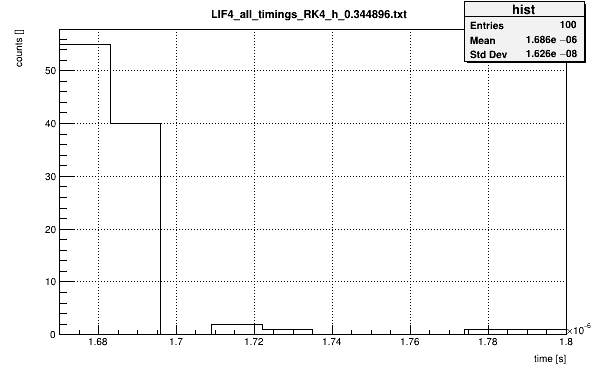 LIF4_all_timings_RK4_h_0.344896.txt
hist
Entries 100
Mean 1.686e −06
Std Dev 1.626e −08
counts []
50
40
30
20
10
0
1.68 1.7 1.72 1.74 1.76 1.78 1.8
×10⁻⁶
time [s]